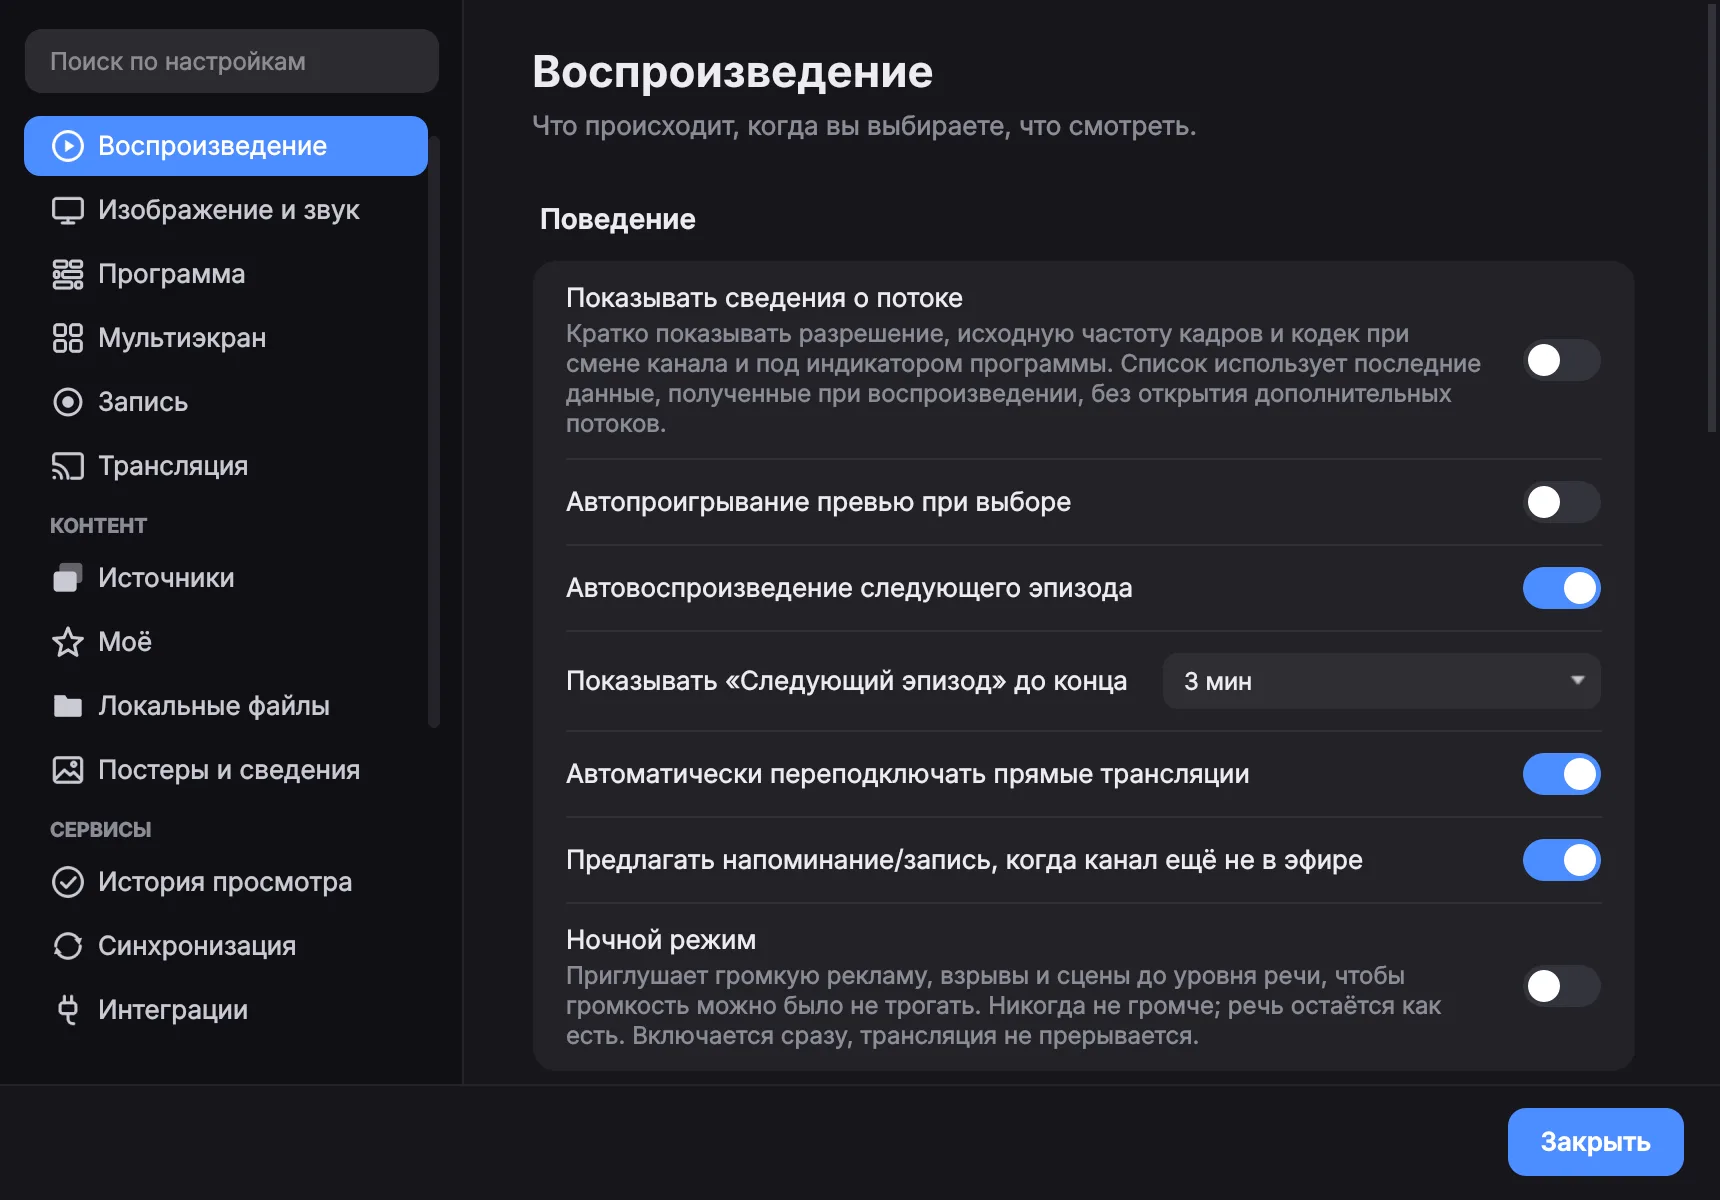 Поиск по настройкам
Воспроизведение
Изображение и звук
Программа
Мультиэкран
Запись
Трансляция
КОНТЕНТ
Источники
Моё
Локальные файлы
Постеры и сведения
СЕРВИСЫ
История просмотра
Синхронизация
Интеграции
Воспроизведение
Что происходит, когда вы выбираете, что смотреть.
Поведение
Показывать сведения о потоке
Кратко показывать разрешение, исходную частоту кадров и кодек при
смене канала и под индикатором программы. Список использует последние
данные, полученные при воспроизведении, без открытия дополнительных
потоков.
Автопроигрывание превью при выборе
Автовоспроизведение следующего эпизода
Показывать «Следующий эпизод» до конца
3 мин
Автоматически переподключать прямые трансляции
Предлагать напоминание/запись, когда канал ещё не в эфире
Ночной режим
Приглушает громкую рекламу, взрывы и сцены до уровня речи, чтобы
громкость можно было не трогать. Никогда не громче; речь остаётся как
есть. Включается сразу, трансляция не прерывается.
Закрыть